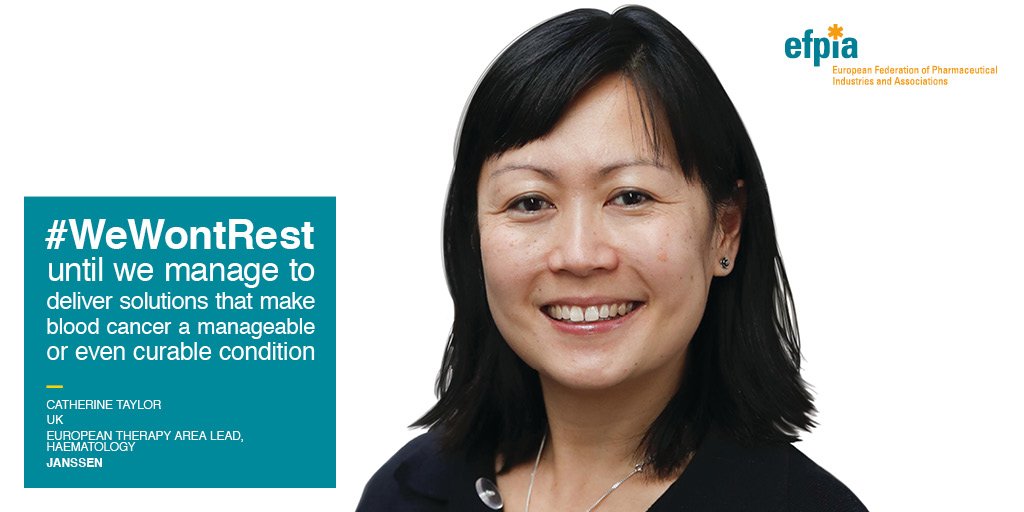 efpia
European Federation of Pharmaceutical
Industries and Associations
#WeWontRest
until we manage to
deliver solutions that make
blood cancer a manageable
or even curable condition
CATHERINE TAYLOR
UK
EUROPEAN THERAPY AREA LEAD,
HAEMATOLOGY
JANSSEN